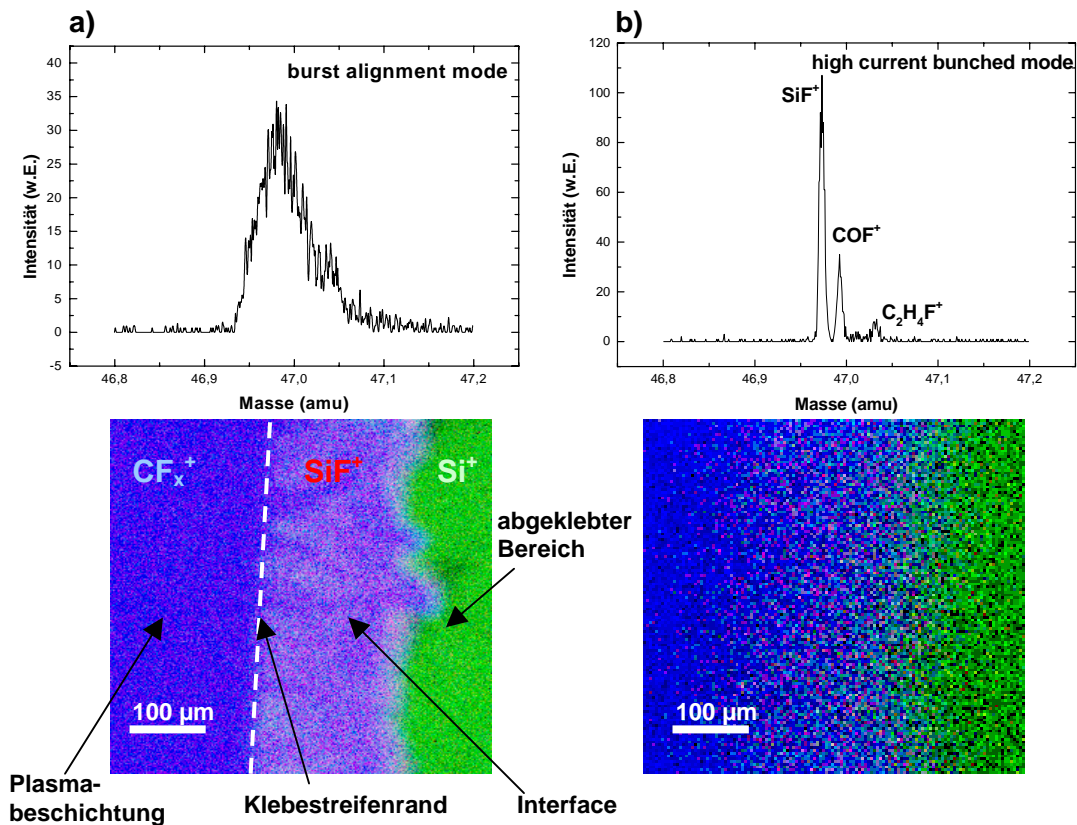 a)
burst alignment mode
Intensität (w.E.)
40
35
30
25
20
15
10
5
0
-5
46,8
46,9
47,0
47,1
47,2
Masse (amu)
b)
high current bunched mode
SiF⁺
COF⁺
C₂H₄F⁺
Intensität (w.E.)
120
100
80
60
40
20
0
46,8
46,9
47,0
47,1
47,2
Masse (amu)
CFₓ⁺
SiF⁺
Si⁺
abgeklebter
Bereich
100 µm
Plasma-
beschichtung
Klebestreifenrand
Interface
100 µm